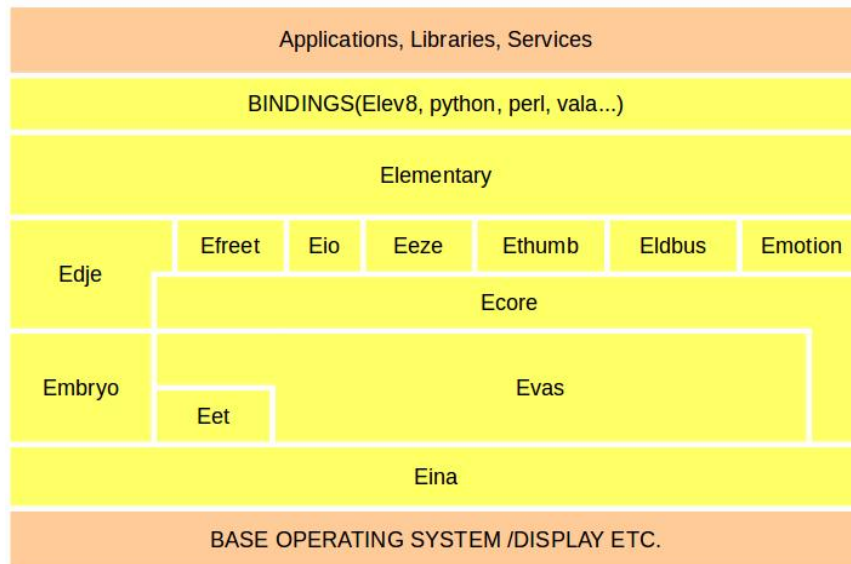 Applications, Libraries, Services
BINDINGS(Elev8, python, perl, vala...)
Elementary
Efreet Eio Eeze Ethumb Eldbus Emotion
Edje
Ecore
Embryo
Evas
Eet
Eina
BASE OPERATING SYSTEM /DISPLAY ETC.